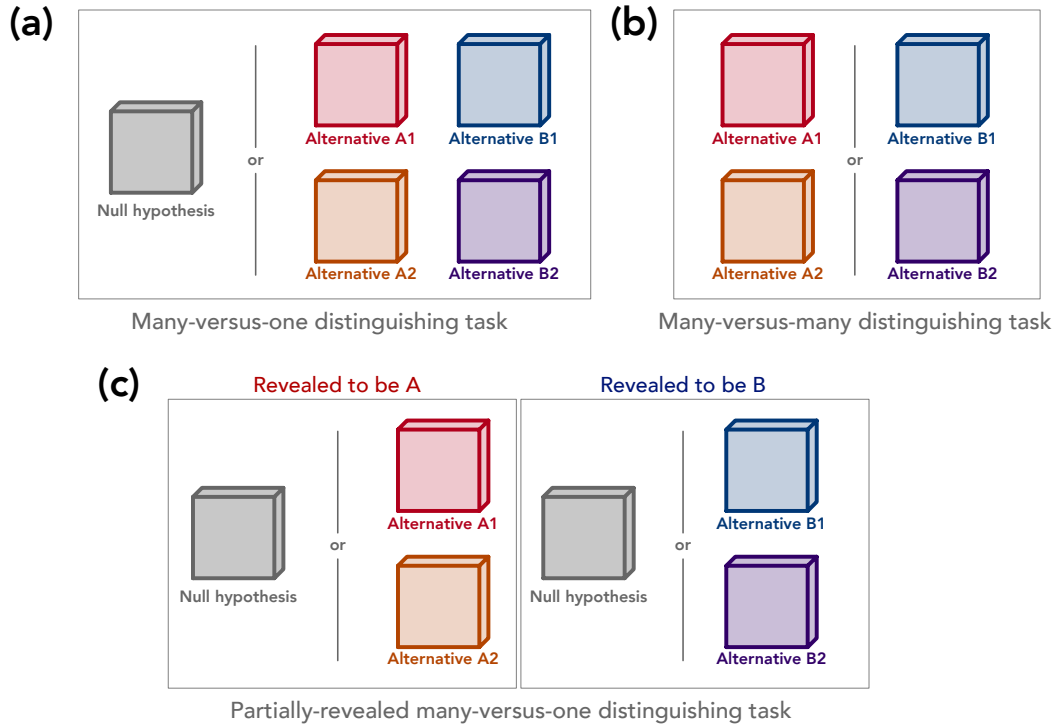 (a)
Null hypothesis
or
Alternative A1
Alternative B1
Alternative A2
Alternative B2
Many-versus-one distinguishing task
(b)
Alternative A1
or
Alternative B1
Alternative A2
Alternative B2
Many-versus-many distinguishing task
(c)
Revealed to be A
Null hypothesis
or
Alternative A1
Alternative A2
Revealed to be B
Null hypothesis
or
Alternative B1
Alternative B2
Partially-revealed many-versus-one distinguishing task